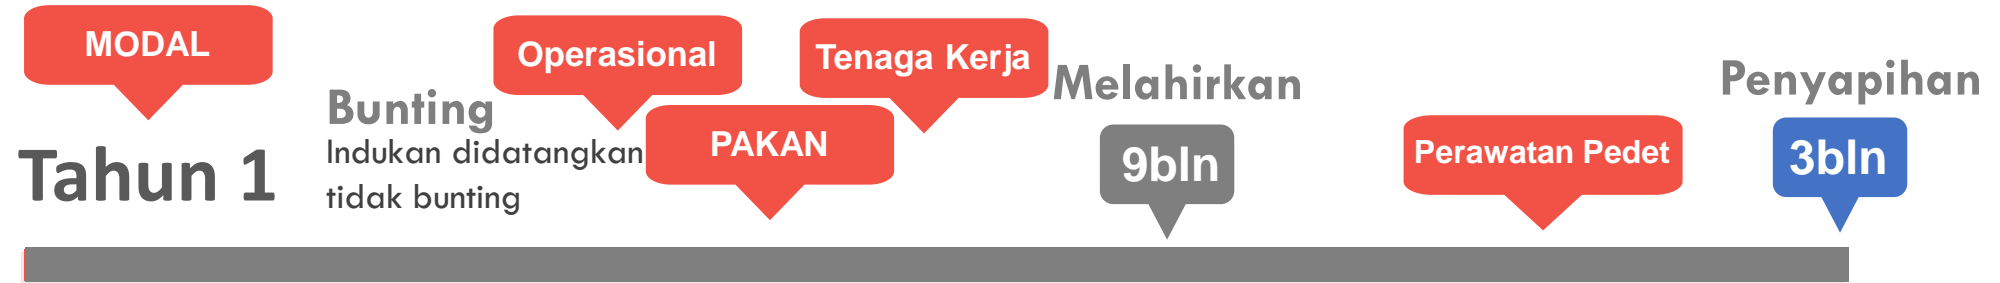 MODAL
Tahun 1
Bunting
Indukan didatangkan
tidak bunting
Operasional
PAKAN
Tenaga Kerja
Melahirkan
9bln
Perawatan Pedet
Penyapihan
3bln